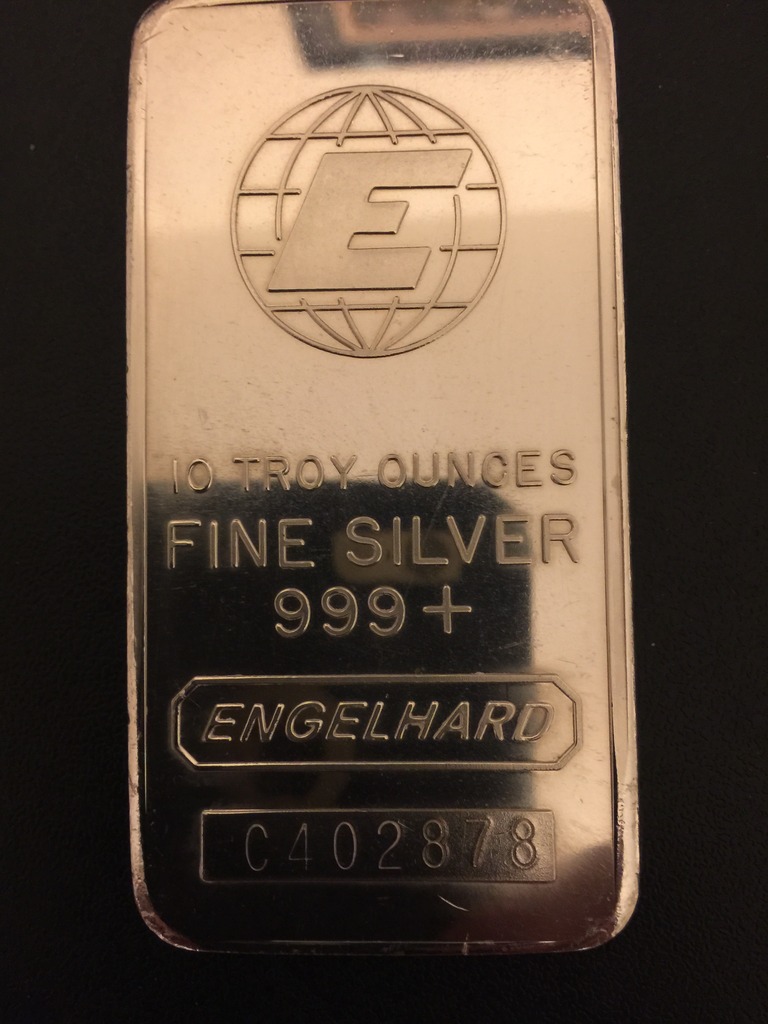 E
10 TROY OUNCES
FINE SILVER
999+
ENGELHARD
C402878